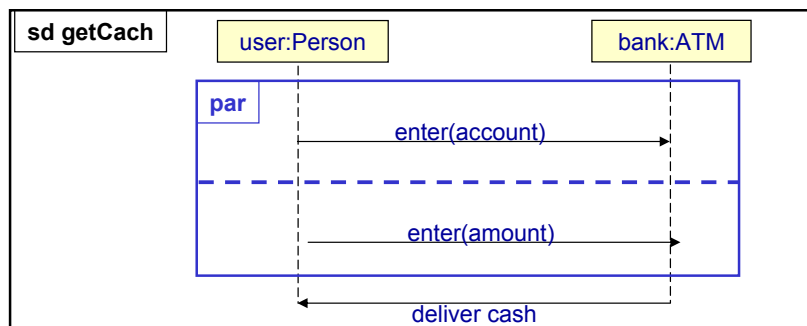 sd getCach
user:Person
bank:ATM
par
enter(account)
enter(amount)
deliver cash